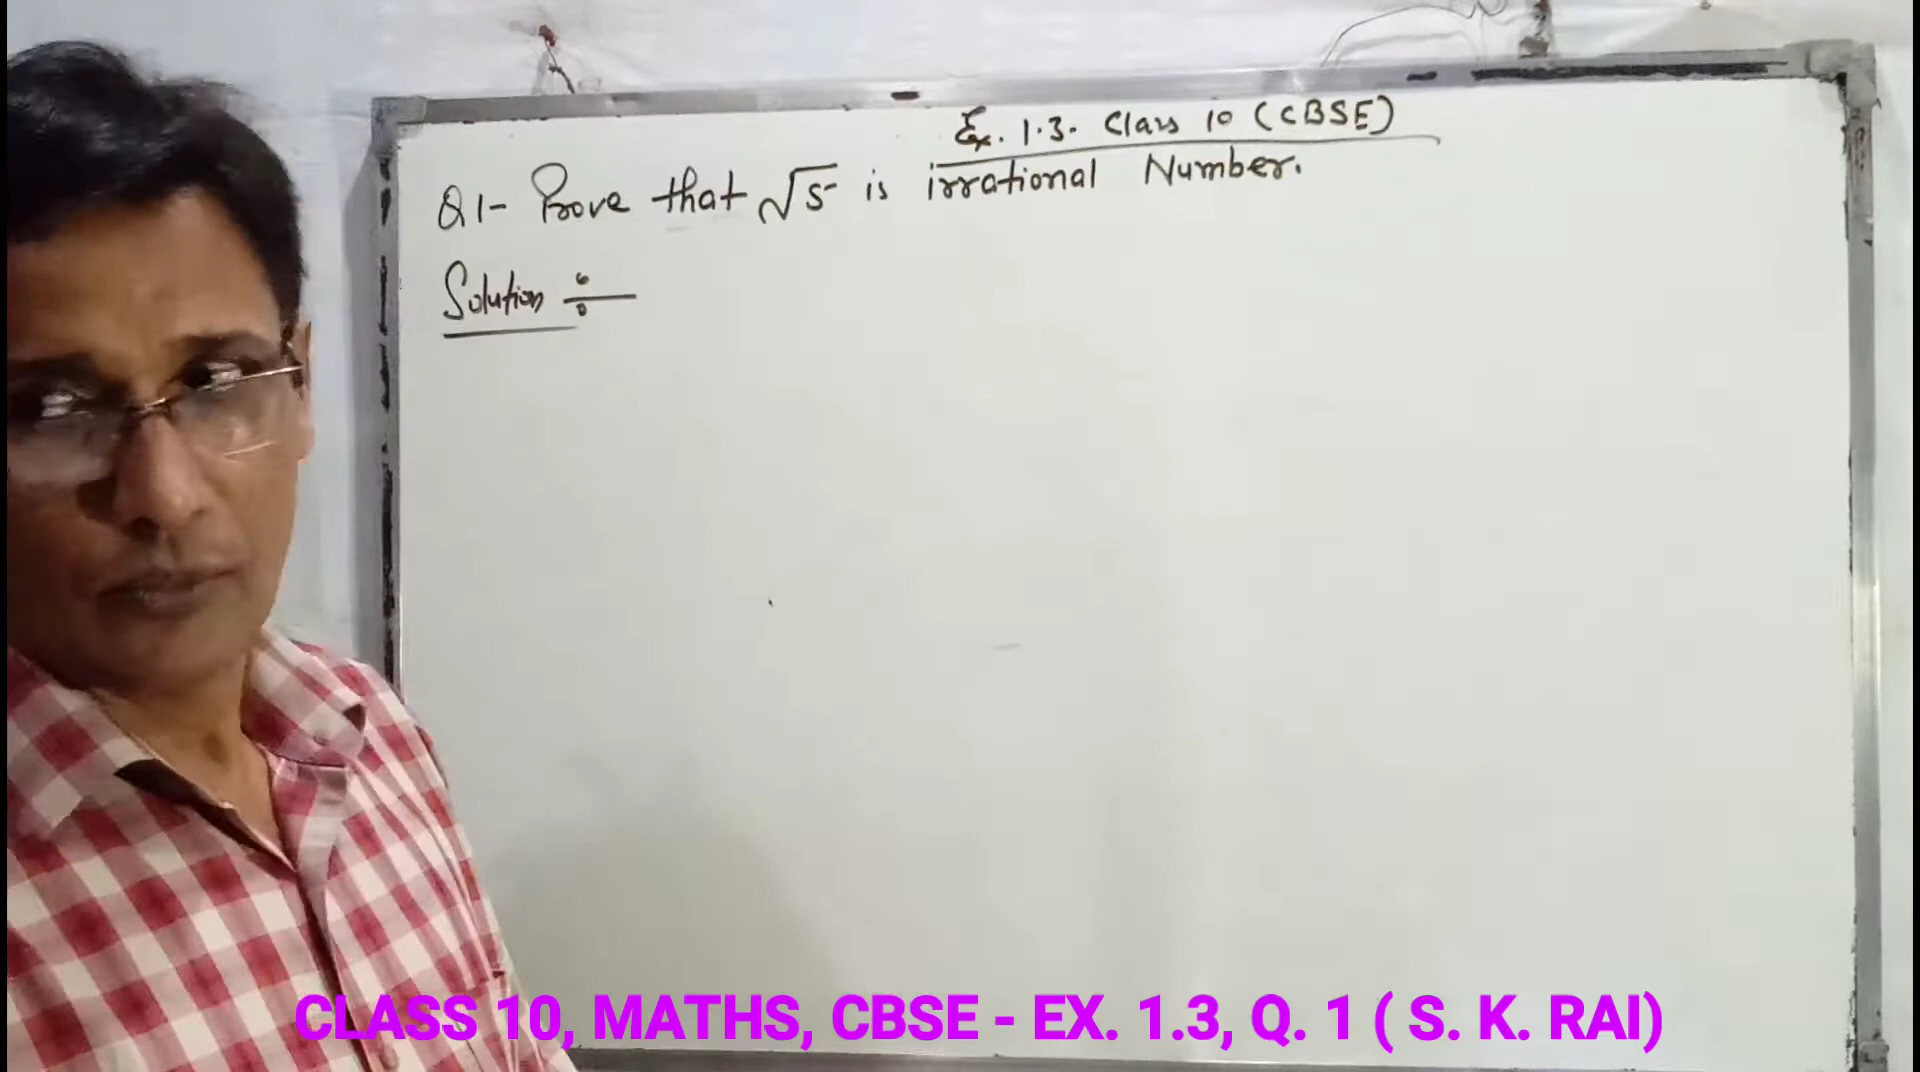 Ex. 1.3. Class 10 (CBSE)
Q1- Prove that √5 is irrational Number.
Solution ÷
CLASS 10, MATHS, CBSE - EX. 1.3, Q. 1 ( S. K. RAI)